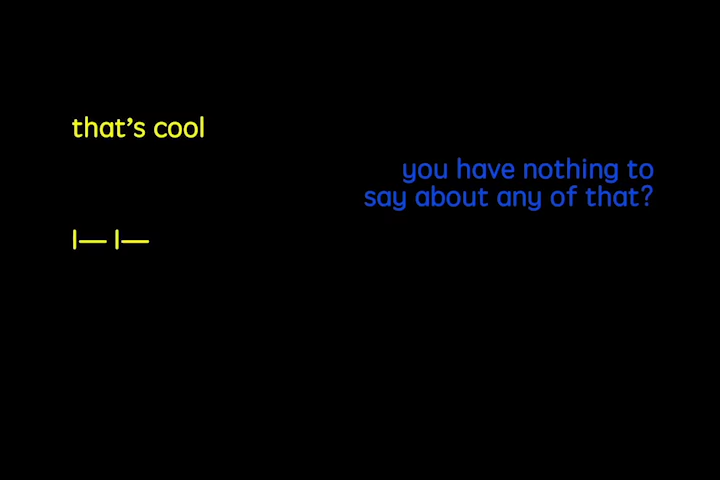 that's cool
you have nothing to
say about any of that?
I— I—